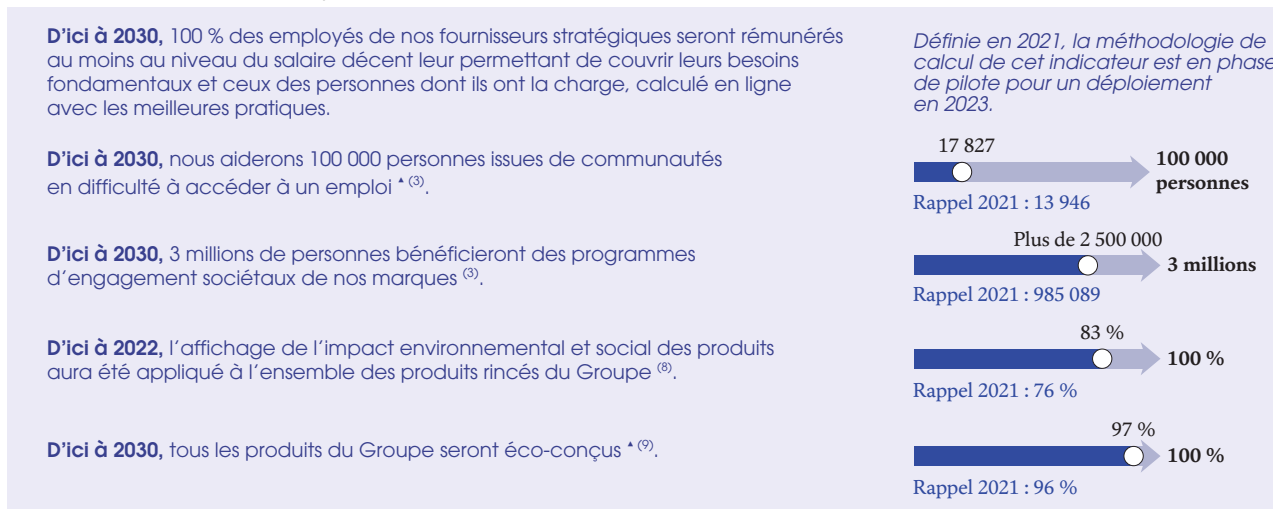 D'ici à 2030, 100 % des employés de nos fournisseurs stratégiques seront rémunérés
au moins au niveau du salaire décent leur permettant de couvrir leurs besoins
fondamentaux et ceux des personnes dont ils ont la charge, calculé en ligne
avec les meilleures pratiques.
Définie en 2021, la méthodologie de
calcul de cet indicateur est en phase
de pilote pour un déploiement
en 2023.
D'ici à 2030, nous aiderons 100 000 personnes issues de communautés
en difficulté à accéder à un emploi ▲ (3).
17 827
100 000
personnes
Rappel 2021 : 13 946
D'ici à 2030, 3 millions de personnes bénéficieront des programmes
d'engagement sociétaux de nos marques (3).
Plus de 2 500 000
3 millions
Rappel 2021 : 985 089
D'ici à 2022, l'affichage de l'impact environnemental et social des produits
aura été appliqué à l'ensemble des produits rincés du Groupe (8).
83 %
100 %
Rappel 2021 : 76 %
D'ici à 2030, tous les produits du Groupe seront éco-conçus ▲ (9).
97 %
100 %
Rappel 2021 : 96 %